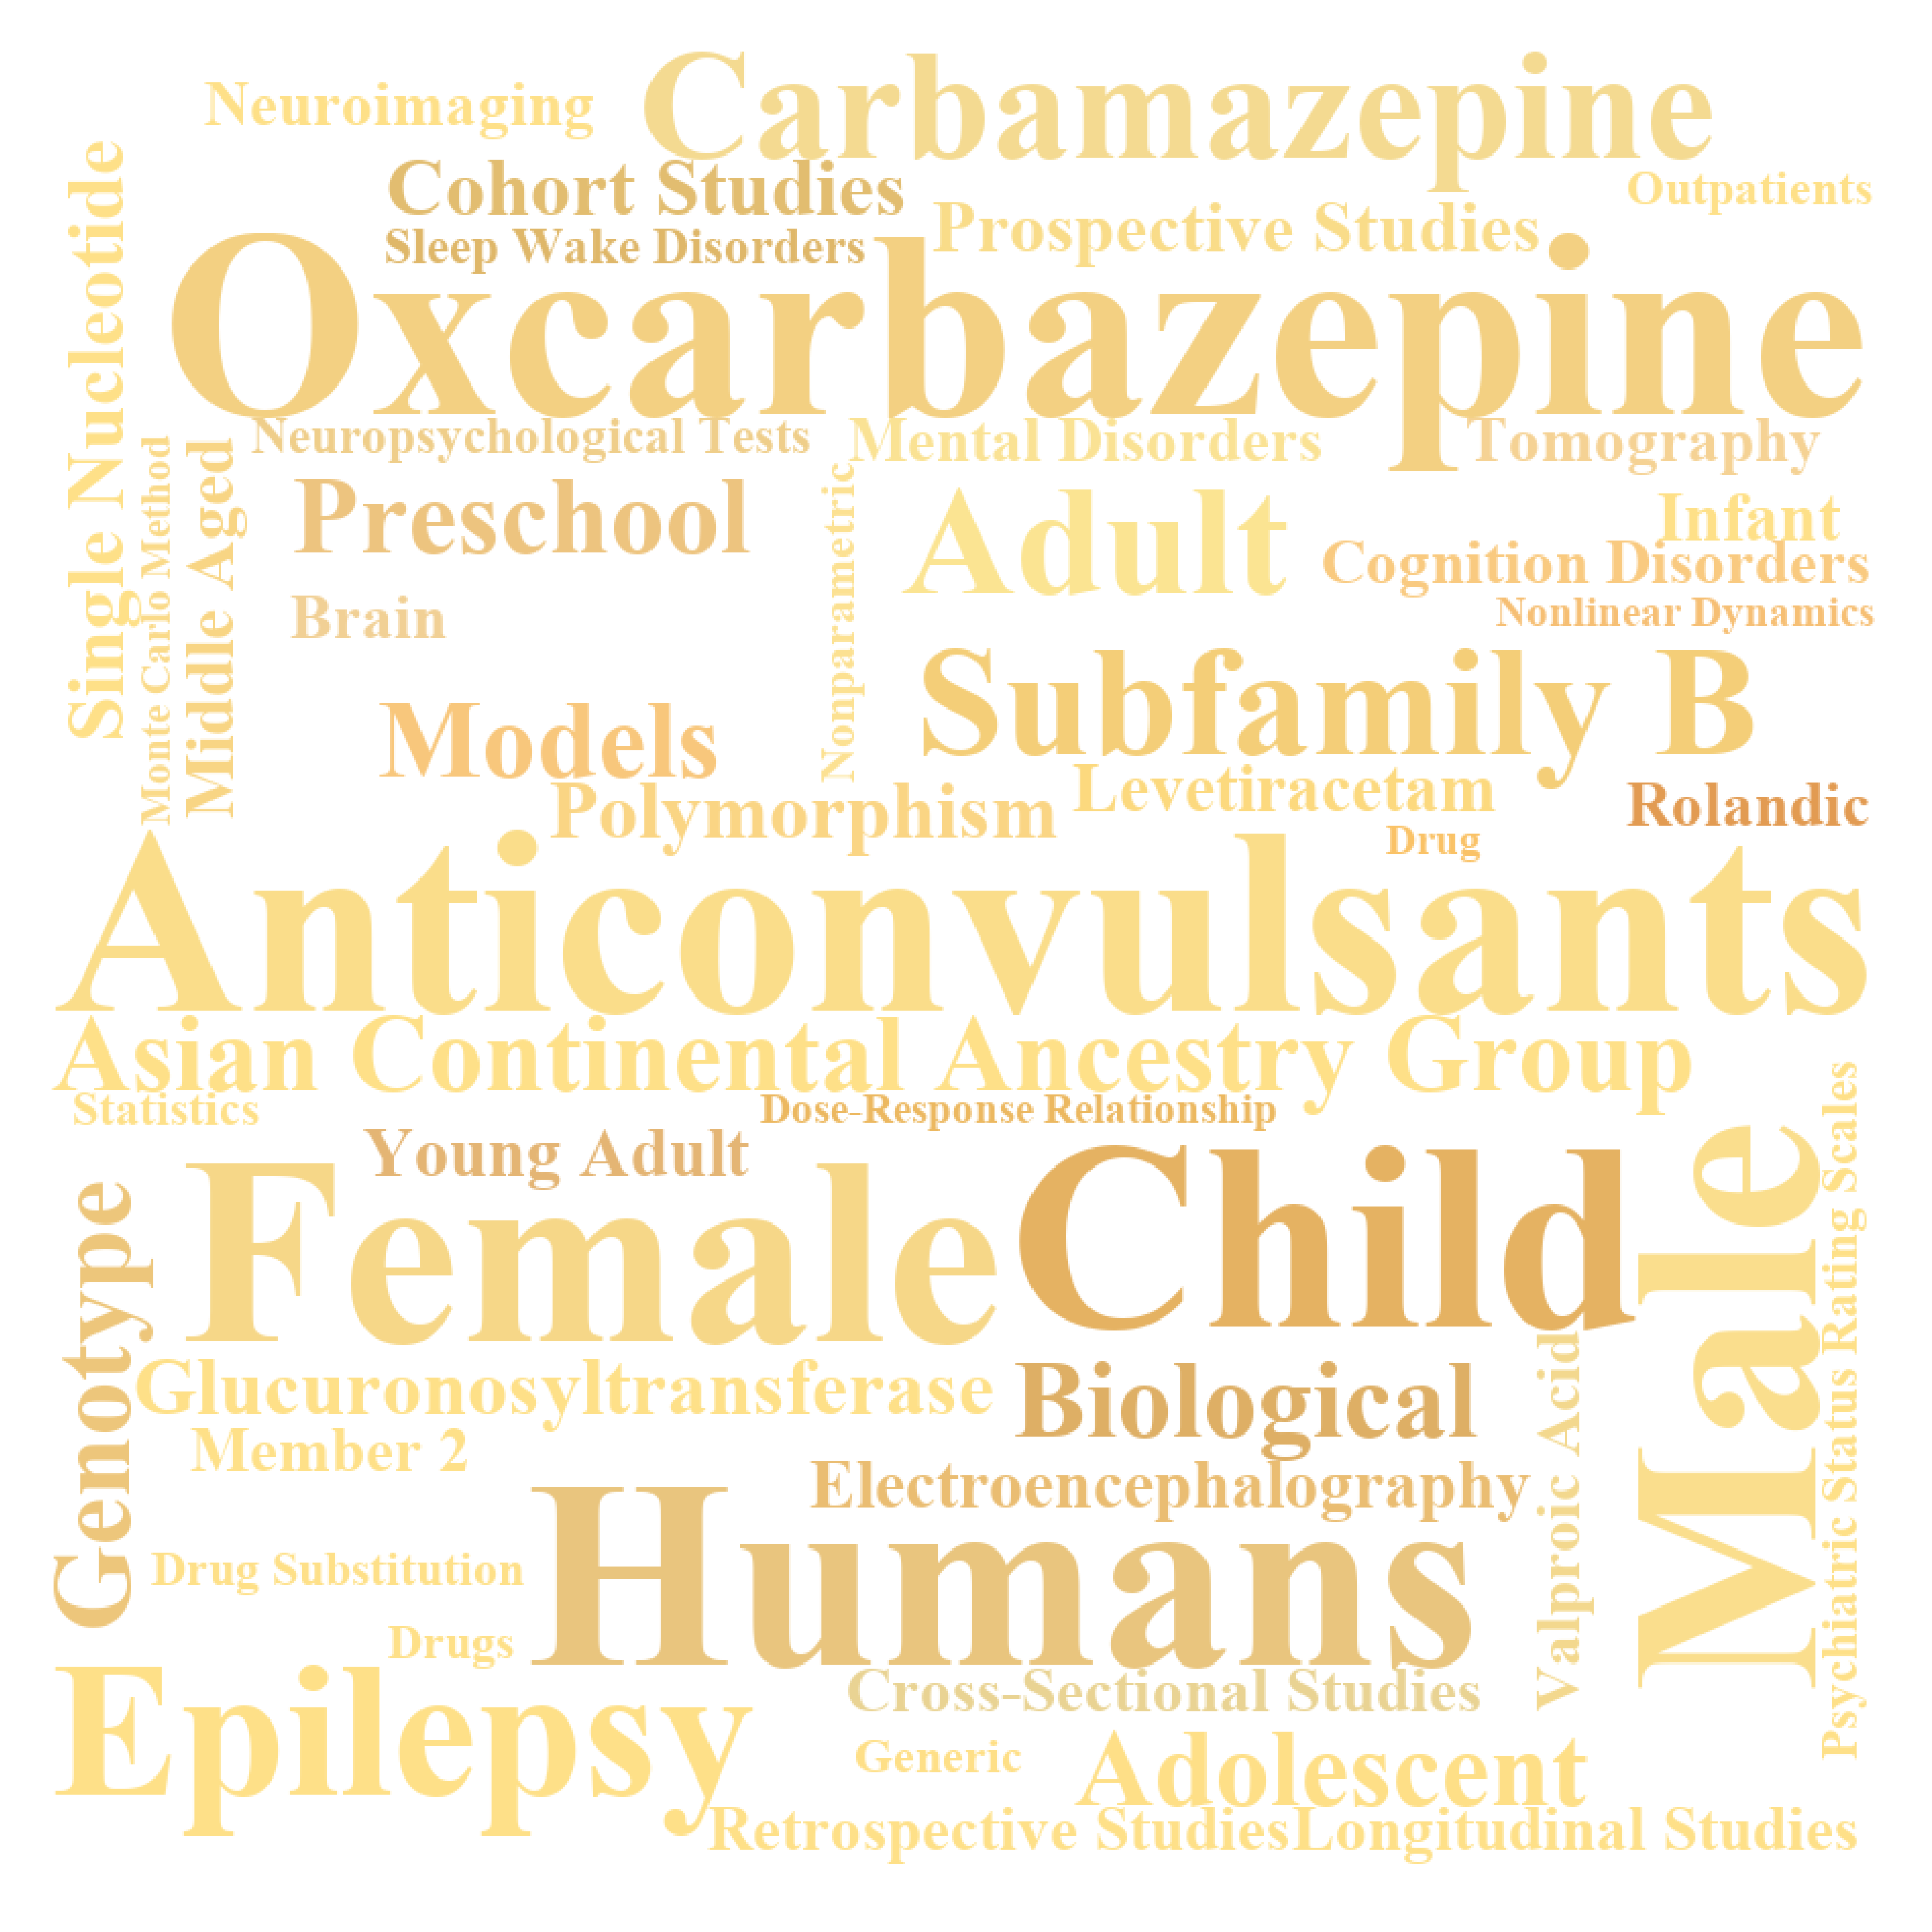 Carbamazepine
Neuroimaging
Cohort Studies
Outpatients
Prospective Studies
Sleep Wake Disorders
Oxcarbazepine
Single Nucleotide
Neuropsychological Tests
Mental Disorders
Tomography
Monte Carlo Method
Middle Aged
Preschool
Nonparametric
Adult
Infant
Cognition Disorders
Brain
Nonlinear Dynamics
Subfamily B
Models
Polymorphism
Levetiracetam
Rolandic
Drug
Anticonvulsants
Asian Continental Ancestry Group
Statistics
Dose-Response Relationship
Young Adult
Female
Child
Male
Psychiatric Status Rating Scales
Genotype
Glucuronosyltransferase
Biological
Valproic Acid
Member 2
Electroencephalography
Humans
Drug Substitution
Drugs
Epilepsy
Cross-Sectional Studies
Generic
Adolescent
Retrospective Studies
Longitudinal Studies